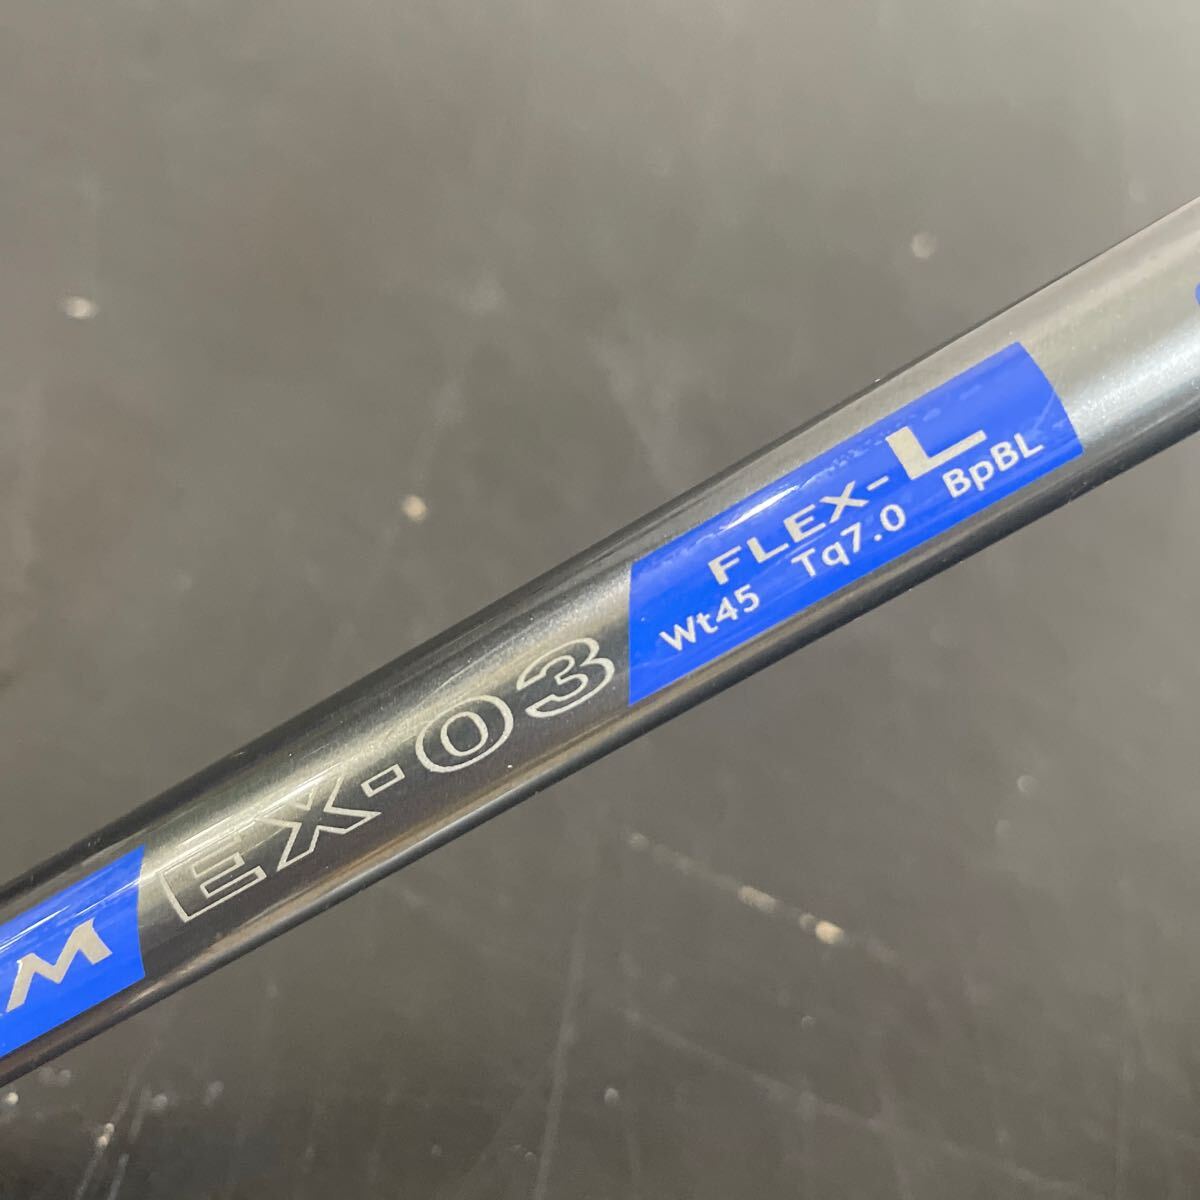 M
EX-03
FLEX-L
Wt45 Tq7.0 BpBL